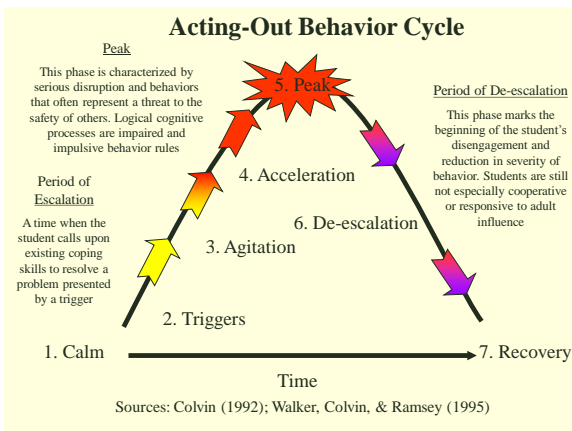 Acting-Out Behavior Cycle
Peak
This phase is characterized by
serious disruption and behaviors
that often represent a threat to the
safety of others. Logical cognitive
processes are impaired and
impulsive behavior rules
5. Peak
Period of De-escalation
This phase marks the
beginning of the student's
disengagement and
reduction in severity of
behavior. Students are still
not especially cooperative
or responsive to adult
influence
Period of
Escalation
A time when the
student calls upon
existing coping
skills to resolve a
problem presented
by a trigger
4. Acceleration
6. De-escalation
3. Agitation
2. Triggers
1. Calm
7. Recovery
Time
Sources: Colvin (1992); Walker, Colvin, & Ramsey (1995)